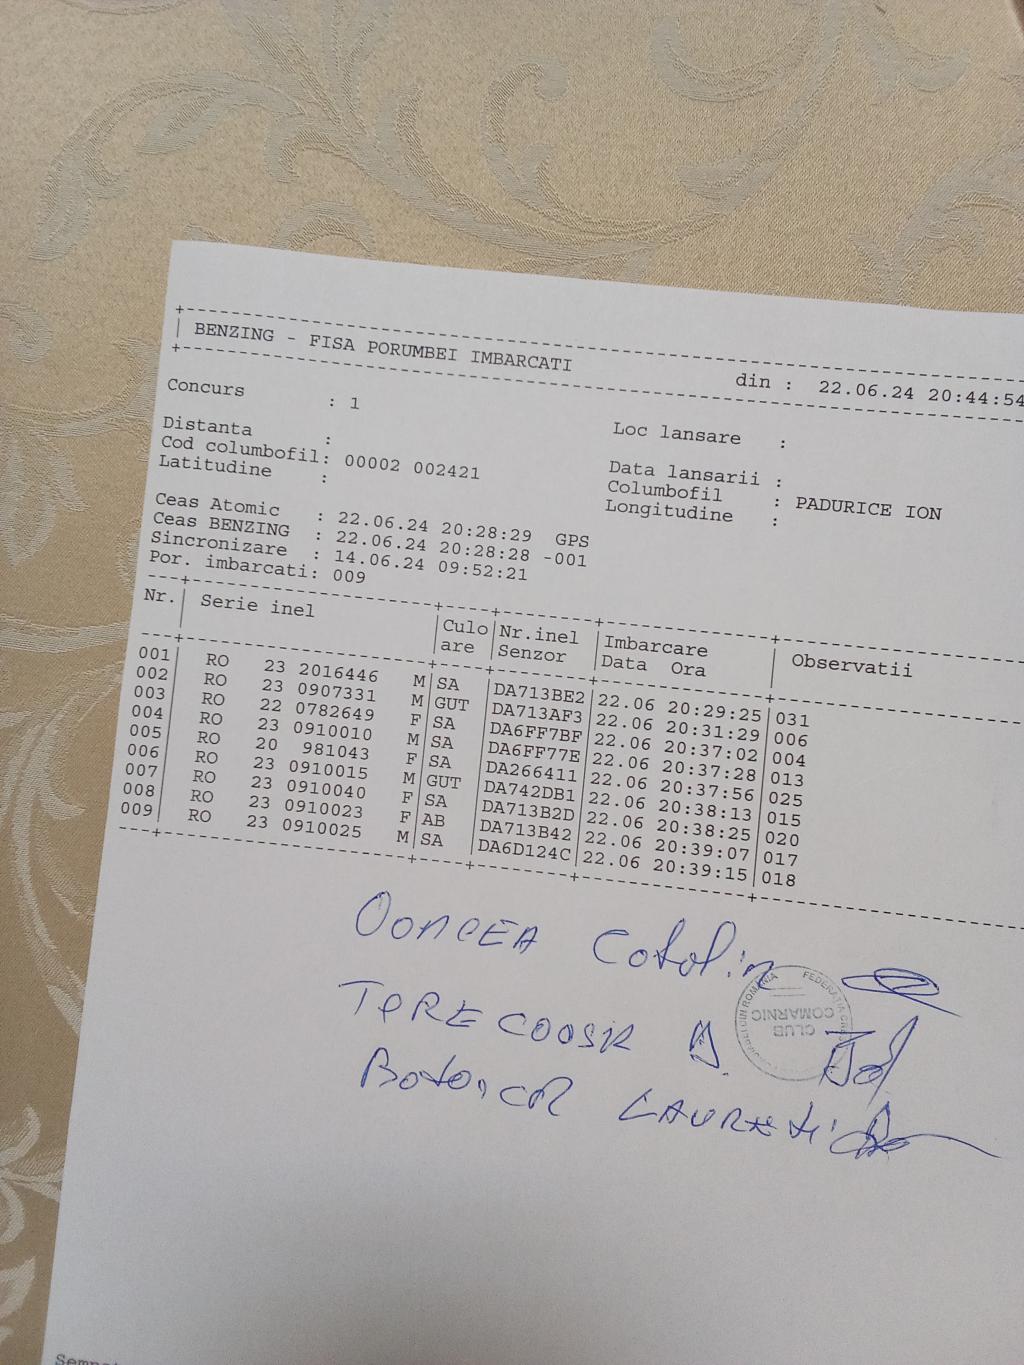 BENZING - FISA PORUMBEI IMBARCATI din : 22.06.24 20:44:54
Concurs : 1 Loc lansare :
Distanta : Data lansarii :
Cod columbofil: 00002 002421 Columbofil : PADURICE ION
Latitudine : Longitudine :
Ceas Atomic : 22.06.24 20:28:29 GPS
Ceas BENZING : 22.06.24 20:28:28 -001
Sincronizare : 14.06.24 09:52:21
Por. imbarcati: 009
Nr. Serie inel Culo Nr.inel Imbarcare Observatii
are Senzor Data Ora
001 RO 23 2016446 M SA DA713BE2 22.06 20:29:25 031
002 RO 23 0907331 M GUT DA713AF3 22.06 20:31:29 006
003 RO 22 0782649 F SA DA6FF7BF 22.06 20:37:02 004
004 RO 23 0910010 M SA DA6FF77E 22.06 20:37:28 013
005 RO 20 981043 F SA DA266411 22.06 20:37:56 025
006 RO 23 0910015 M GUT DA742DB1 22.06 20:38:13 015
007 RO 23 0910040 F SA DA713B2D 22.06 20:38:25 020
008 RO 23 0910023 F AB DA713B42 22.06 20:39:07 017
009 RO 23 0910025 M SA DA6D124C 22.06 20:39:15 018
CLUB
COMARNIC